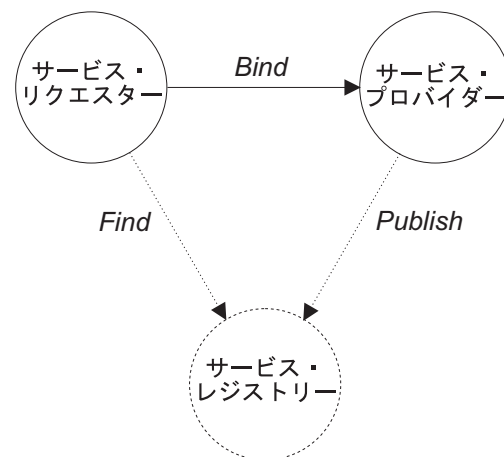 サービス・
リクエスター
Bind
サービス・
プロバイダー
Find
Publish
サービス・
レジストリー